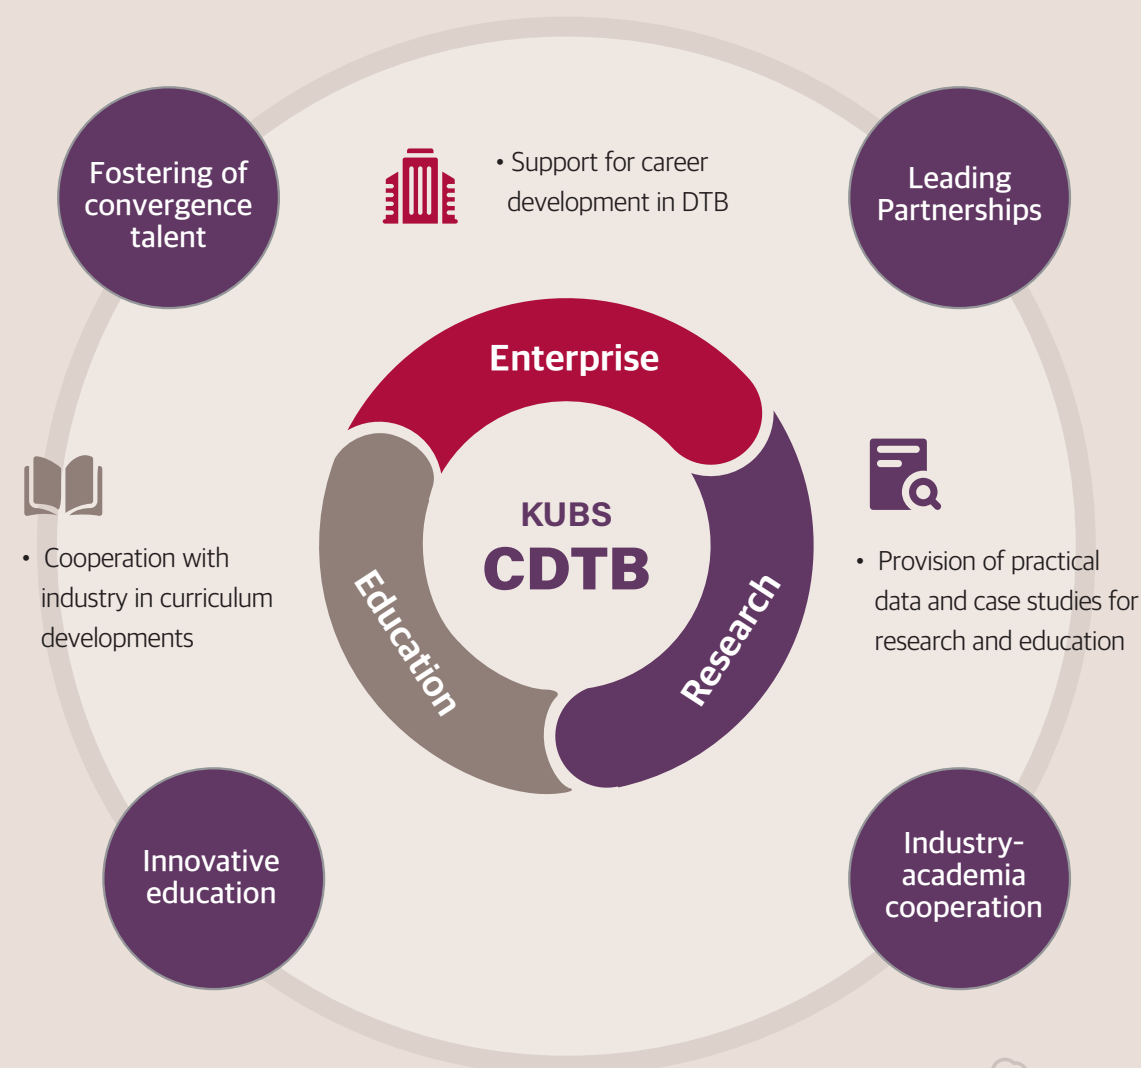 Fostering of
convergence
talent
• Support for career
development in DTB
Leading
Partnerships
Enterprise
KUBS
CDTB
Education
Research
• Cooperation with
industry in curriculum
developments
• Provision of practical
data and case studies for
research and education
Innovative
education
Industry-
academia
cooperation